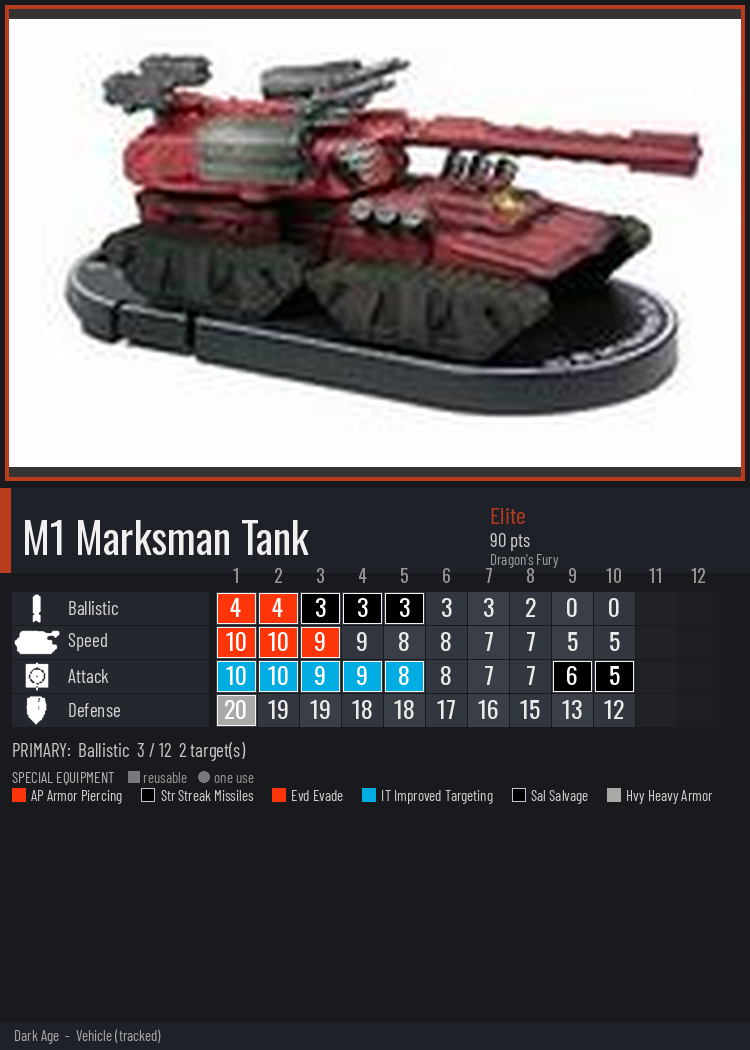 M1 Marksman Tank
Elite
90 pts
Dragon's Fury
1 2 3 4 5 6 7 8 9 10 11 12
Ballistic 4 4 3 3 3 3 3 2 0 0
Speed 10 10 9 9 8 8 7 7 5 5
Attack 10 10 9 9 8 8 7 7 6 5
Defense 20 19 19 18 18 17 16 15 13 12
PRIMARY: Ballistic 3 / 12 2 target(s)
SPECIAL EQUIPMENT reusable one use
AP Armor Piercing Str Streak Missiles Evd Evade IT Improved Targeting Sal Salvage Hvy Heavy Armor
Dark Age - Vehicle (tracked)